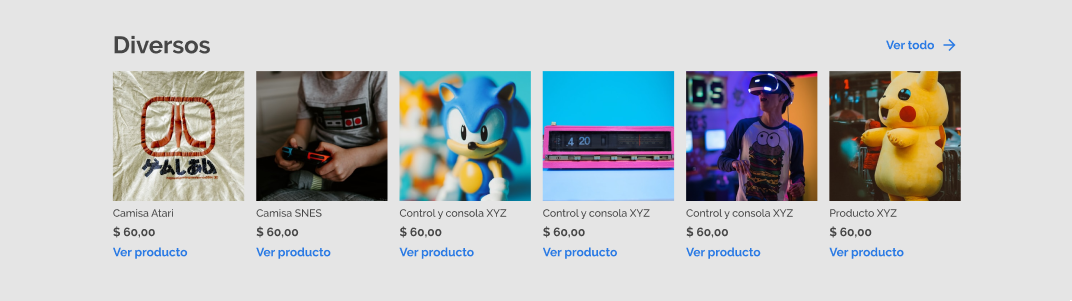 Diversos
Ver todo
ゲームしあい
4 20
Camisa Atari
$ 60,00
Ver producto
Camisa SNES
$ 60,00
Ver producto
Control y consola XYZ
$ 60,00
Ver producto
Control y consola XYZ
$ 60,00
Ver producto
Control y consola XYZ
$ 60,00
Ver producto
Producto XYZ
$ 60,00
Ver producto